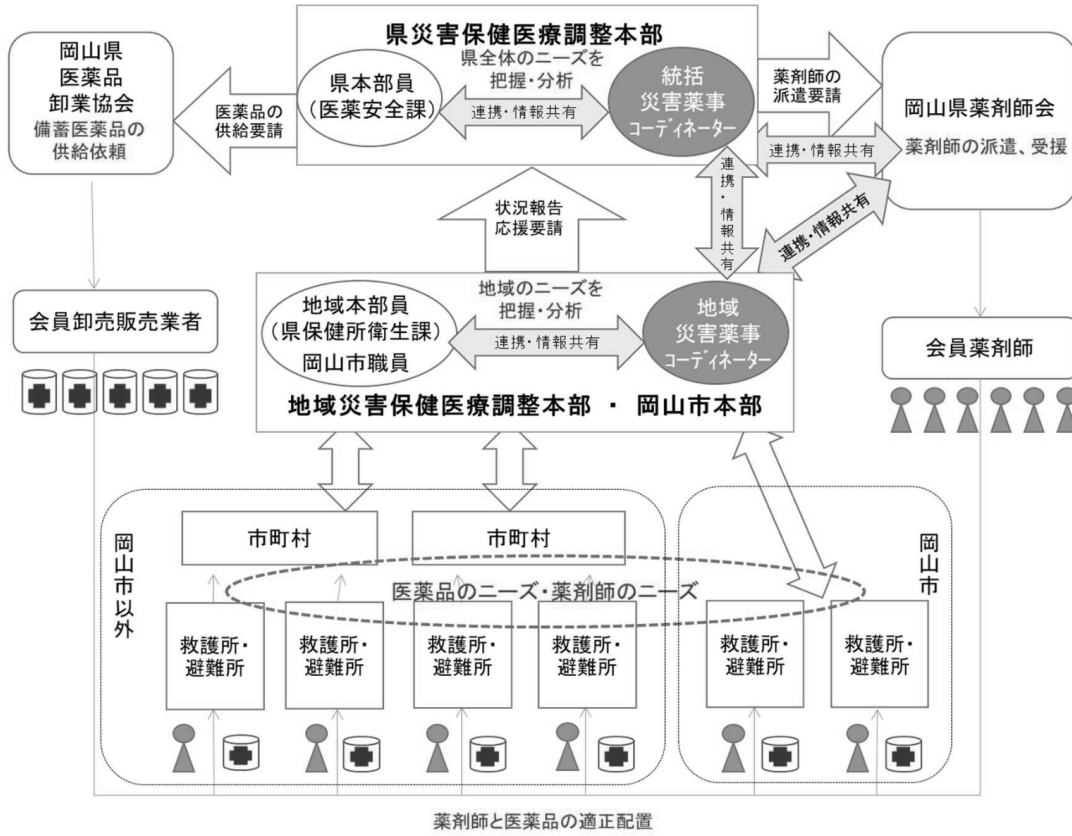 県災害保健医療調整本部
岡山県
医薬品
卸業協会
備蓄医薬品の
供給依頼
医薬品の
供給要請
県本部員
（医薬安全課）
県全体のニーズを
把握・分析
連携・情報共有
統括
災害薬事
コーディネーター
薬剤師の
派遣要請
岡山県薬剤師会
薬剤師の派遣、受援
連携・情報共有
連携・情報共有
連携・情報共有
状況報告
応援要請
会員卸売販売業者
地域本部員
（県保健所衛生課）
岡山市職員
地域のニーズを
把握・分析
連携・情報共有
地域
災害薬事
コーディネーター
地域災害保健医療調整本部 ・ 岡山市本部
会員薬剤師
岡山市以外
市町村
市町村
岡山市
医薬品のニーズ・薬剤師のニーズ
救護所・
避難所
救護所・
避難所
救護所・
避難所
救護所・
避難所
救護所・
避難所
救護所・
避難所
薬剤師と医薬品の適正配置